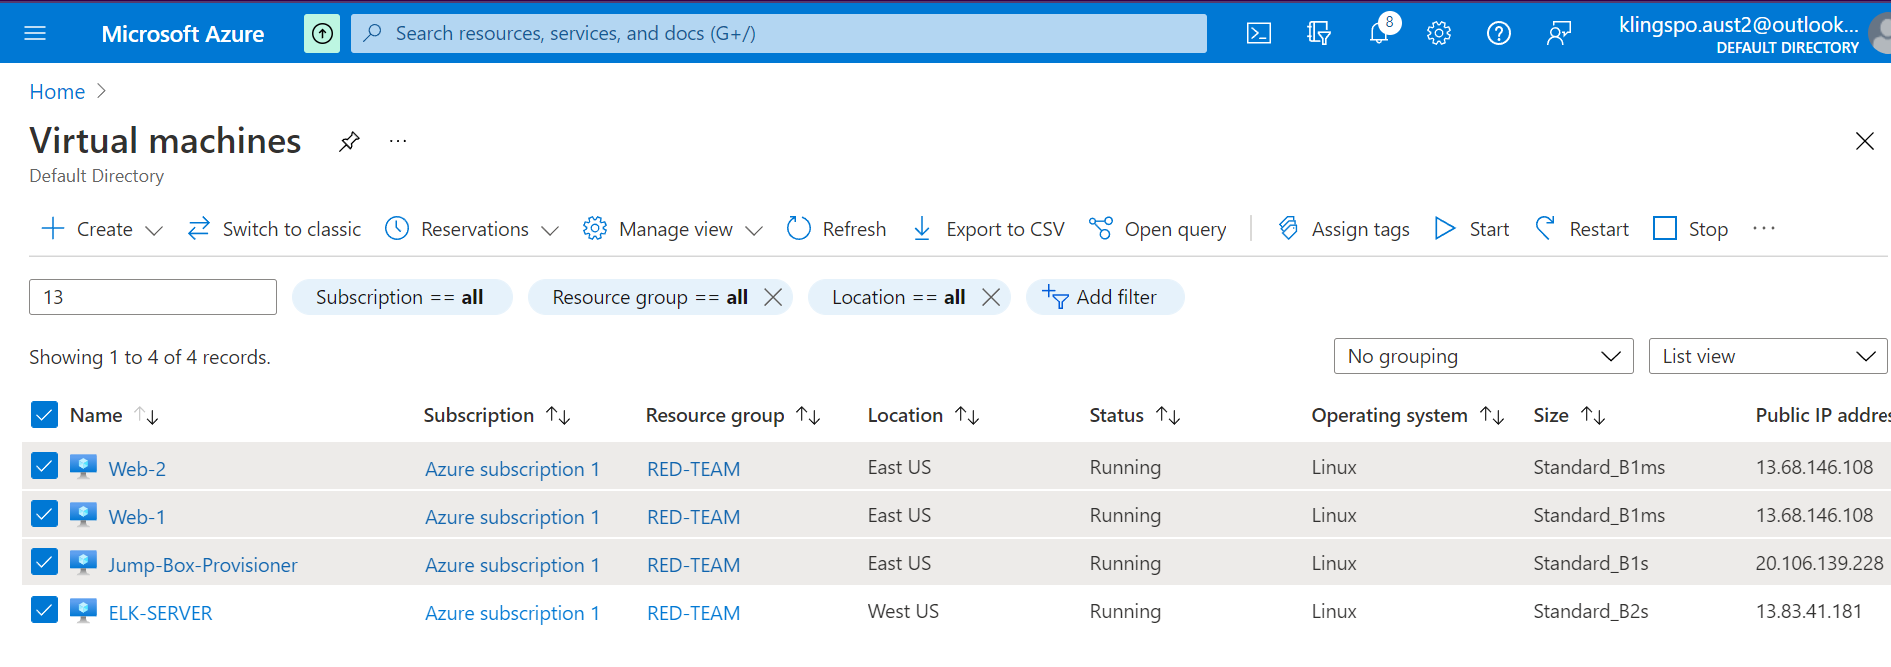 Microsoft Azure
Search resources, services, and docs (G+/)
8
klingspo.aust2@outlook...
DEFAULT DIRECTORY
Home
Virtual machines ...
Default Directory
Create Switch to classic Reservations Manage view Refresh Export to CSV Open query Assign tags Start Restart Stop ...
13 Subscription == all Resource group == all Location == all Add filter
Showing 1 to 4 of 4 records. No grouping List view
Name Subscription Resource group Location Status Operating system Size Public IP addres
Web-2 Azure subscription 1 RED-TEAM East US Running Linux Standard_B1ms 13.68.146.108
Web-1 Azure subscription 1 RED-TEAM East US Running Linux Standard_B1ms 13.68.146.108
Jump-Box-Provisioner Azure subscription 1 RED-TEAM East US Running Linux Standard_B1s 20.106.139.228
ELK-SERVER Azure subscription 1 RED-TEAM West US Running Linux Standard_B2s 13.83.41.181